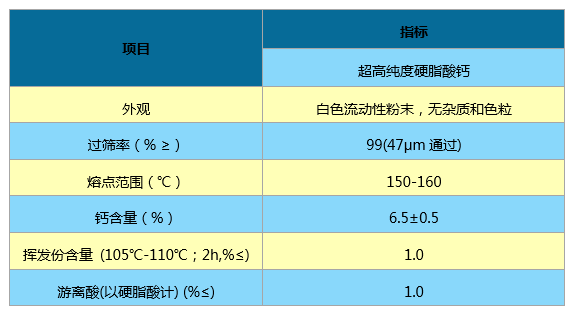 项目
指标
超高纯度硬脂酸钙
外观
白色流动性粉末，无杂质和色粒
过筛率（% ≥ ）
99(47μm 通过)
熔点范围（℃）
150-160
钙含量（%）
6.5±0.5
挥发份含量 (105℃-110℃；2h,%≤)
1.0
游离酸(以硬脂酸计) (%≤)
1.0